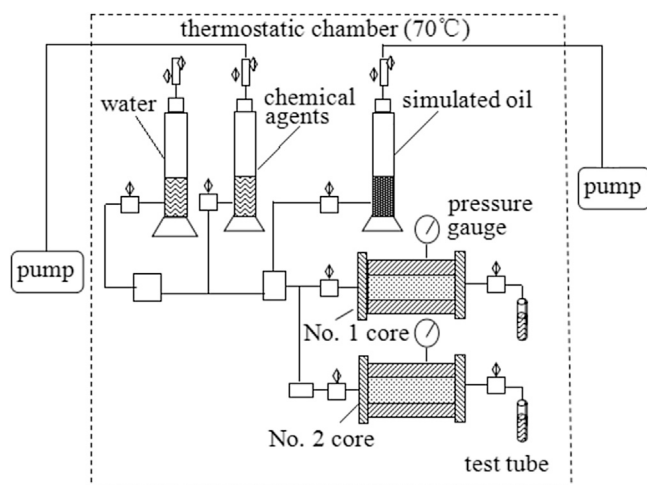 thermostatic chamber (70℃)
water
chemical
agents
simulated oil
pump
pump
pressure
gauge
No. 1 core
No. 2 core
test tube